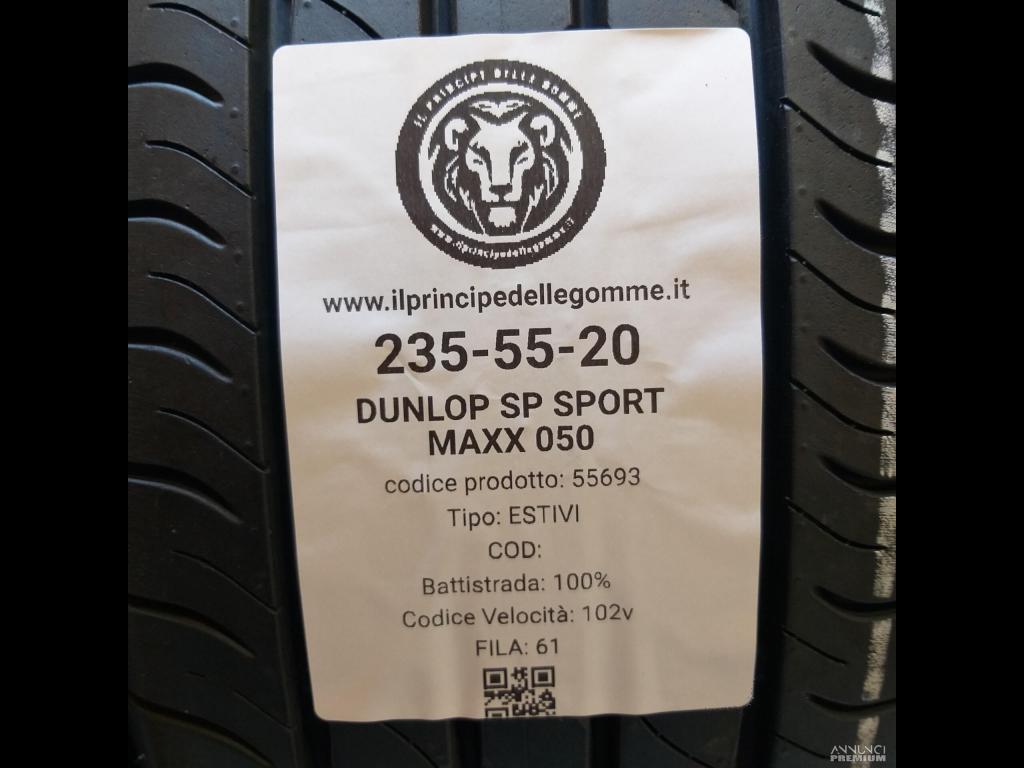 IL PRINCIPE DELLE GOMME
www.ilprincipedellegomme.it
www.ilprincipedellegomme.it
235-55-20
DUNLOP SP SPORT
MAXX 050
codice prodotto: 55693
Tipo: ESTIVI
COD:
Battistrada: 100%
Codice Velocità: 102v
FILA: 61
ANNUNCI
PREMIUM